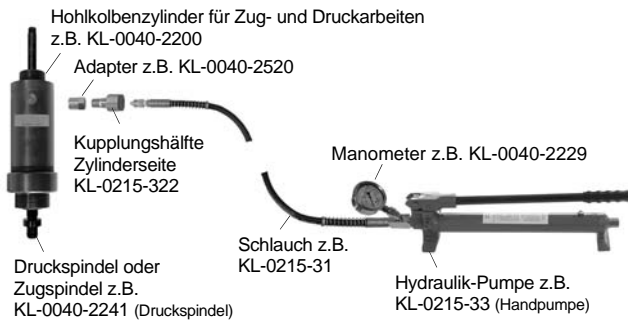 Hohlkolbenzylinder für Zug- und Druckarbeiten
z.B. KL-0040-2200
Adapter z.B. KL-0040-2520
Kupplungshälfte
Zylinderseite
KL-0215-322
Manometer z.B. KL-0040-2229
Schlauch z.B.
KL-0215-31
Druckspindel oder
Zugspindel z.B.
KL-0040-2241 (Druckspindel)
Hydraulik-Pumpe z.B.
KL-0215-33 (Handpumpe)